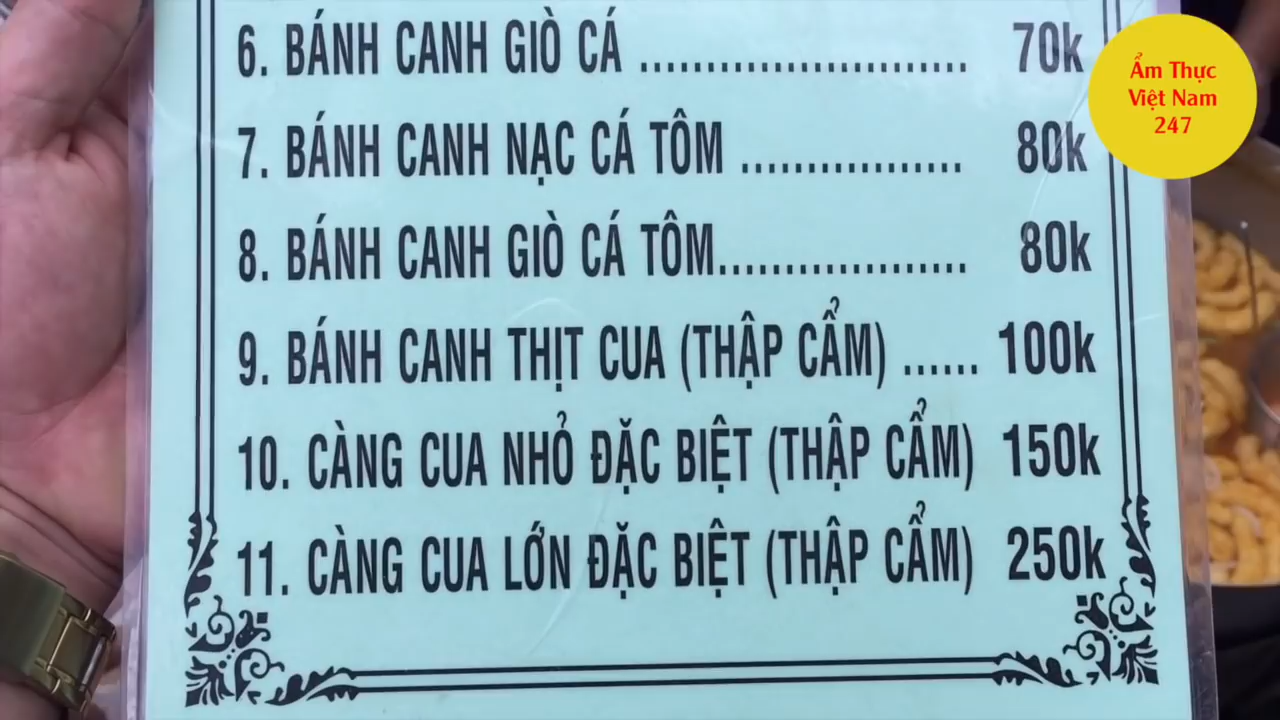 6. BÁNH CANH GIÒ CÁ ........................ 70k
7. BÁNH CANH NẠC CÁ TÔM ................. 80k
8. BÁNH CANH GIÒ CÁ TÔM................... 80k
9. BÁNH CANH THỊT CUA (THẬP CẨM) ...... 100k
10. CÀNG CUA NHỎ ĐẶC BIỆT (THẬP CẨM) 150k
11. CÀNG CUA LỚN ĐẶC BIỆT (THẬP CẨM) 250k
Ẩm Thực
Việt Nam
247